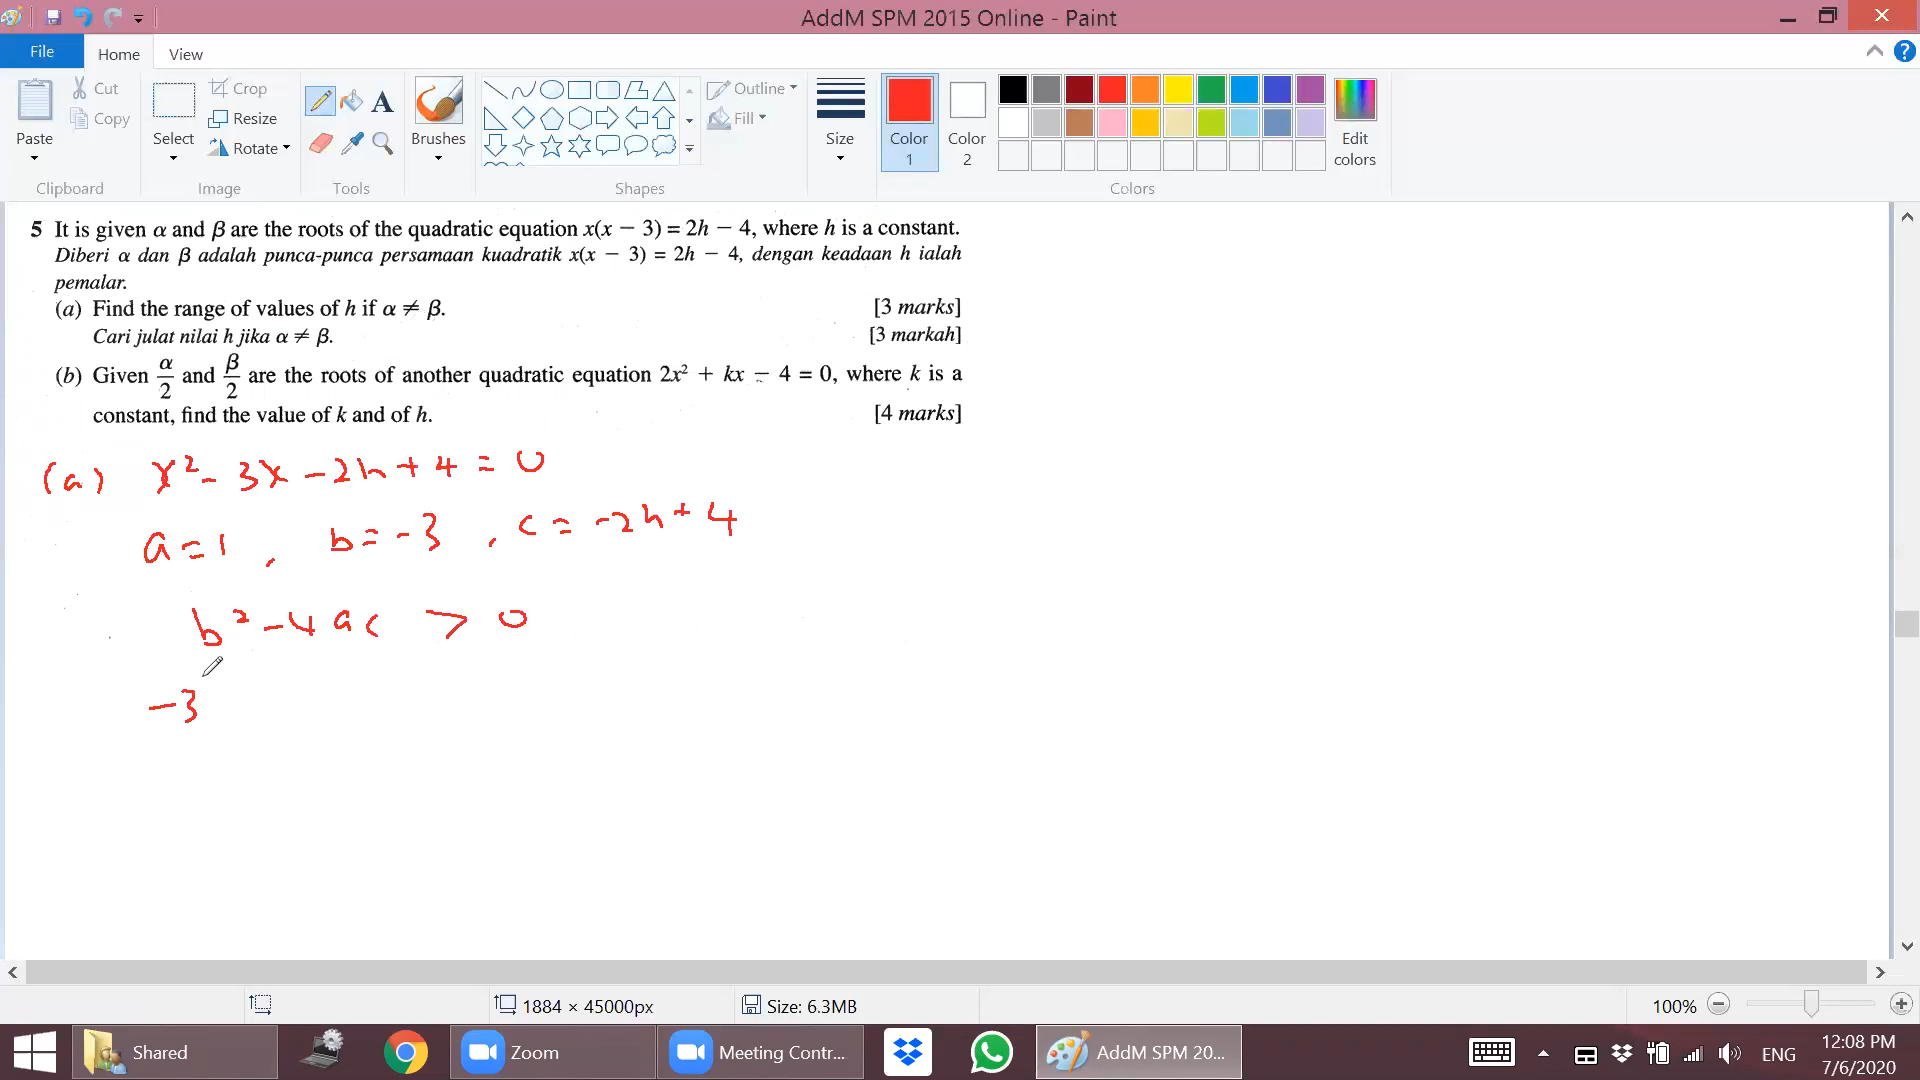 AddM SPM 2015 Online - Paint
File Home View
Paste
Cut
Copy
Clipboard
Select
Crop
Resize
Rotate
Image
A
Tools
Brushes
Shapes
Outline
Fill
Size
Color 1
Color 2
Edit colors
Colors
5 It is given α and β are the roots of the quadratic equation x(x − 3) = 2h − 4, where h is a constant.
Diberi α dan β adalah punca-punca persamaan kuadratik x(x − 3) = 2h − 4, dengan keadaan h ialah
pemalar.
(a) Find the range of values of h if α ≠ β. [3 marks]
Cari julat nilai h jika α ≠ β. [3 markah]
(b) Given α/2 and β/2 are the roots of another quadratic equation 2x² + kx − 4 = 0, where k is a
constant, find the value of k and of h. [4 marks]
(a) x² - 3x - 2h + 4 = 0
a = 1 , b = -3 , c = -2h + 4
b² - 4ac > 0
-3
1884 × 45000px
Size: 6.3MB
100%
Shared
Zoom
Meeting Contr...
AddM SPM 20...
ENG
12:08 PM
7/6/2020